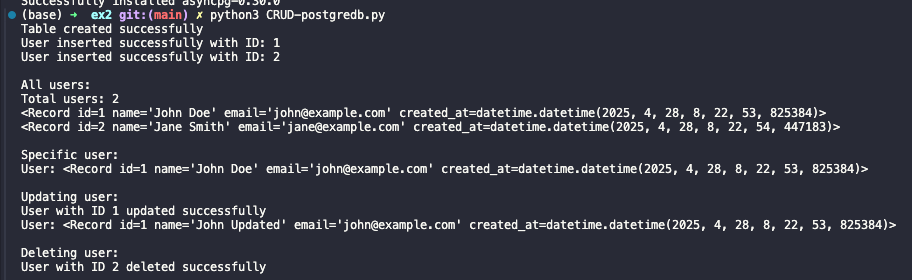 Successfully installed asyncpg-0.30.0
(base) → ex2 git:(main) ✗ python3 CRUD-postgredb.py
Table created successfully
User inserted successfully with ID: 1
User inserted successfully with ID: 2
All users:
Total users: 2
<Record id=1 name='John Doe' email='john@example.com' created_at=datetime.datetime(2025, 4, 28, 8, 22, 53, 825384)>
<Record id=2 name='Jane Smith' email='jane@example.com' created_at=datetime.datetime(2025, 4, 28, 8, 22, 54, 447183)>
Specific user:
User: <Record id=1 name='John Doe' email='john@example.com' created_at=datetime.datetime(2025, 4, 28, 8, 22, 53, 825384)>
Updating user:
User with ID 1 updated successfully
User: <Record id=1 name='John Updated' email='john@example.com' created_at=datetime.datetime(2025, 4, 28, 8, 22, 53, 825384)>
Deleting user:
User with ID 2 deleted successfully